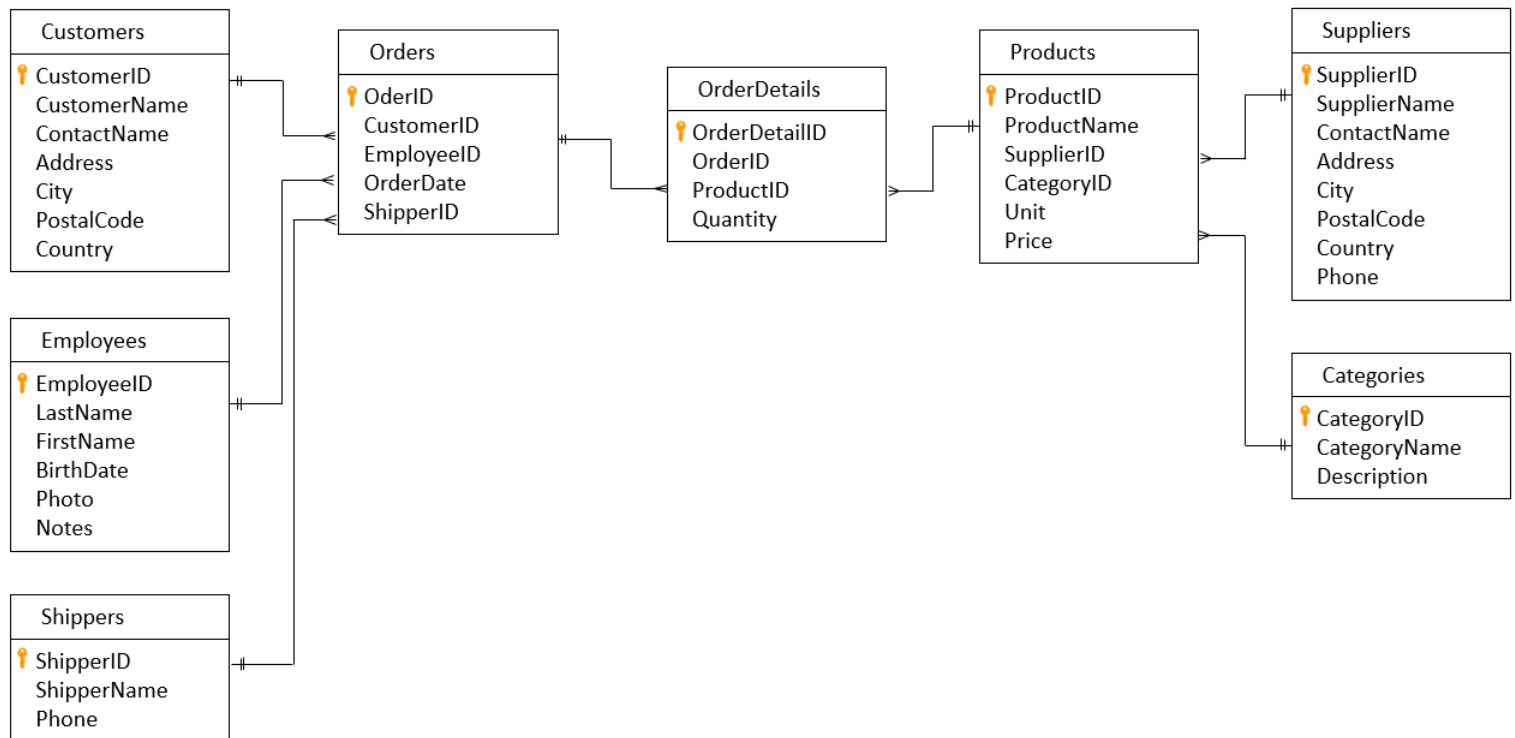 Customers
CustomerID
CustomerName
ContactName
Address
City
PostalCode
Country
Employees
EmployeeID
LastName
FirstName
BirthDate
Photo
Notes
Shippers
ShipperID
ShipperName
Phone
Orders
OderID
CustomerID
EmployeeID
OrderDate
ShipperID
OrderDetails
OrderDetailID
OrderID
ProductID
Quantity
Products
ProductID
ProductName
SupplierID
CategoryID
Unit
Price
Suppliers
SupplierID
SupplierName
ContactName
Address
City
PostalCode
Country
Phone
Categories
CategoryID
CategoryName
Description